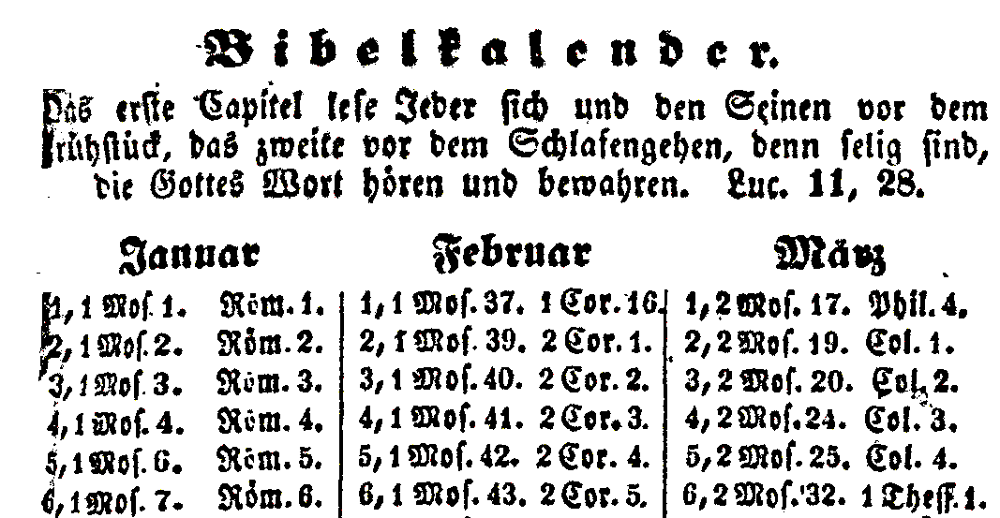 Bibelkalender.
Das erste Capitel lese Jeder sich und den Seinen vor dem
Frühstück, das zweite vor dem Schlafengehen, denn selig sind,
die Gottes Wort hören und bewahren. Luc. 11, 28.
Januar Februar März
1, 1 Mos. 1. Röm. 1. 1, 1 Mos. 37. 1 Cor. 16. 1, 2 Mos. 17. Phil. 4.
2, 1 Mos. 2. Röm. 2. 2, 1 Mos. 39. 2 Cor. 1. 2, 2 Mos. 19. Col. 1.
3, 1 Mos. 3. Röm. 3. 3, 1 Mos. 40. 2 Cor. 2. 3, 2 Mos. 20. Col. 2.
4, 1 Mos. 4. Röm. 4. 4, 1 Mos. 41. 2 Cor. 3. 4, 2 Mos. 24. Col. 3.
5, 1 Mos. 6. Röm. 5. 5, 1 Mos. 42. 2 Cor. 4. 5, 2 Mos. 25. Col. 4.
6, 1 Mos. 7. Röm. 6. 6, 1 Mos. 43. 2 Cor. 5. 6, 2 Mos. 32. 1 Thess. 1.